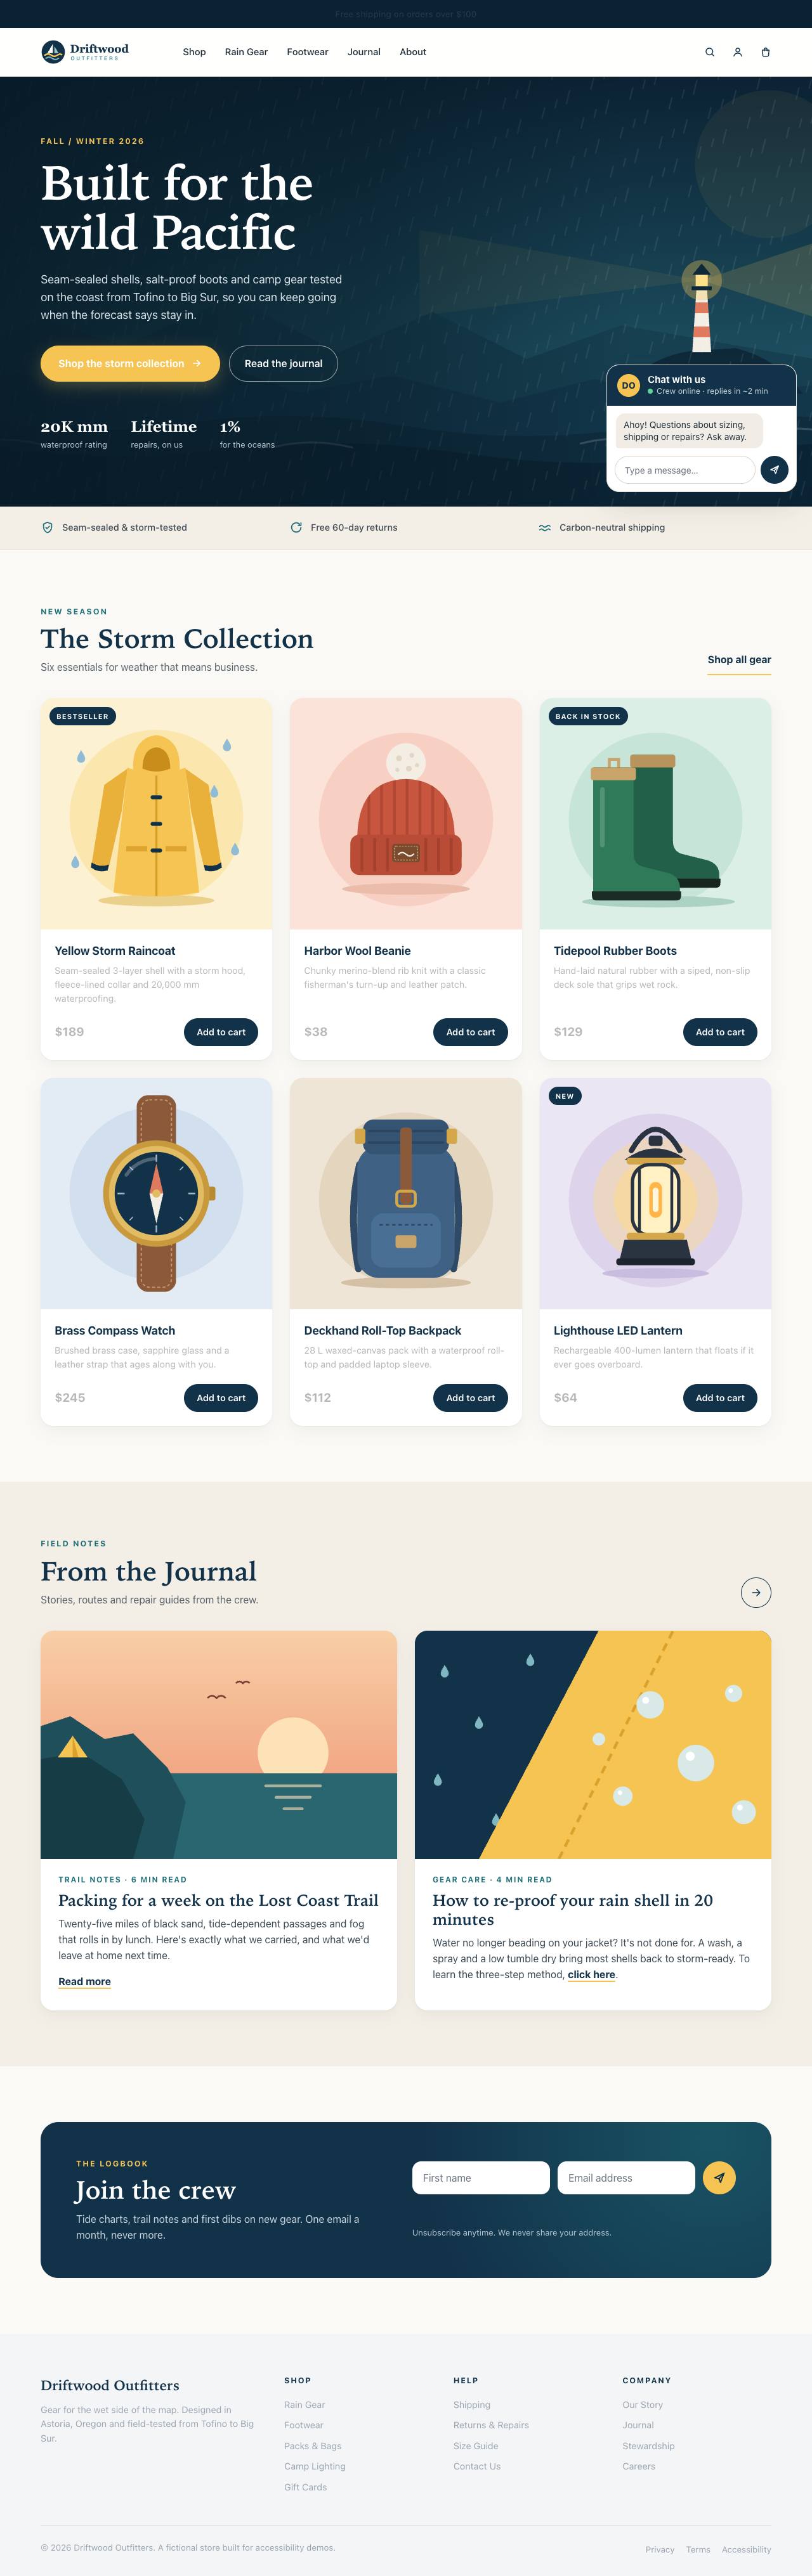 Free shipping on orders over $100
Driftwood
OUTFITTERS
Shop Rain Gear Footwear Journal About
FALL / WINTER 2026
Built for the
wild Pacific
Seam-sealed shells, salt-proof boots and camp gear tested
on the coast from Tofino to Big Sur, so you can keep going
when the forecast says stay in.
Shop the storm collection → Read the journal
20K mm Lifetime 1%
waterproof rating repairs, on us for the oceans
DO
Chat with us
Crew online · replies in ~2 min
Ahoy! Questions about sizing,
shipping or repairs? Ask away.
Type a message...
Seam-sealed & storm-tested Free 60-day returns Carbon-neutral shipping
NEW SEASON
The Storm Collection
Six essentials for weather that means business.
Shop all gear
BESTSELLER
Yellow Storm Raincoat
Seam-sealed 3-layer shell with a storm hood,
fleece-lined collar and 20,000 mm
waterproofing.
$189 Add to cart
Harbor Wool Beanie
Chunky merino-blend rib knit with a classic
fisherman's turn-up and leather patch.
$38 Add to cart
BACK IN STOCK
Tidepool Rubber Boots
Hand-laid natural rubber with a siped, non-slip
deck sole that grips wet rock.
$129 Add to cart
Brass Compass Watch
Brushed brass case, sapphire glass and a
leather strap that ages along with you.
$245 Add to cart
Deckhand Roll-Top Backpack
28 L waxed-canvas pack with a waterproof roll-
top and padded laptop sleeve.
$112 Add to cart
NEW
Lighthouse LED Lantern
Rechargeable 400-lumen lantern that floats if it
ever goes overboard.
$64 Add to cart
FIELD NOTES
From the Journal
Stories, routes and repair guides from the crew.
TRAIL NOTES · 6 MIN READ
Packing for a week on the Lost Coast Trail
Twenty-five miles of black sand, tide-dependent passages and fog
that rolls in by lunch. Here's exactly what we carried, and what we'd
leave at home next time.
Read more
GEAR CARE · 4 MIN READ
How to re-proof your rain shell in 20
minutes
Water no longer beading on your jacket? It's not done for. A wash, a
spray and a low tumble dry bring most shells back to storm-ready. To
learn the three-step method, click here.
THE LOGBOOK
Join the crew
Tide charts, trail notes and first dibs on new gear. One email a
month, never more.
First name Email address
Unsubscribe anytime. We never share your address.
Driftwood Outfitters
Gear for the wet side of the map. Designed in
Astoria, Oregon and field-tested from Tofino to Big
Sur.
SHOP
Rain Gear
Footwear
Packs & Bags
Camp Lighting
Gift Cards
HELP
Shipping
Returns & Repairs
Size Guide
Contact Us
COMPANY
Our Story
Journal
Stewardship
Careers
© 2026 Driftwood Outfitters. A fictional store built for accessibility demos.
Privacy Terms Accessibility